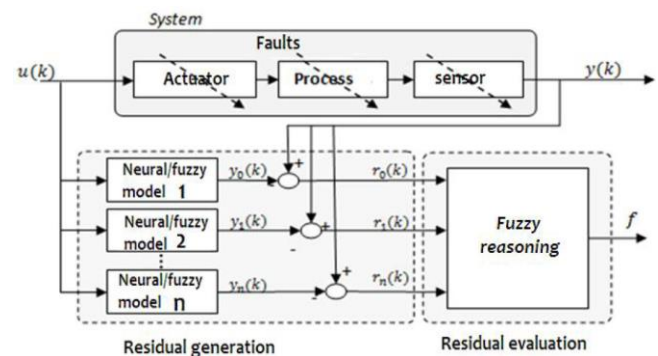 System
Faults
u(k)
Actuator
Process
sensor
y(k)
Neural/fuzzy
model 1
y₀(k)
+
-
r₀(k)
Neural/fuzzy
model 2
y₁(k)
+
-
r₁(k)
Fuzzy
reasoning
f
Neural/fuzzy
model n
yₙ(k)
+
-
rₙ(k)
Residual generation
Residual evaluation